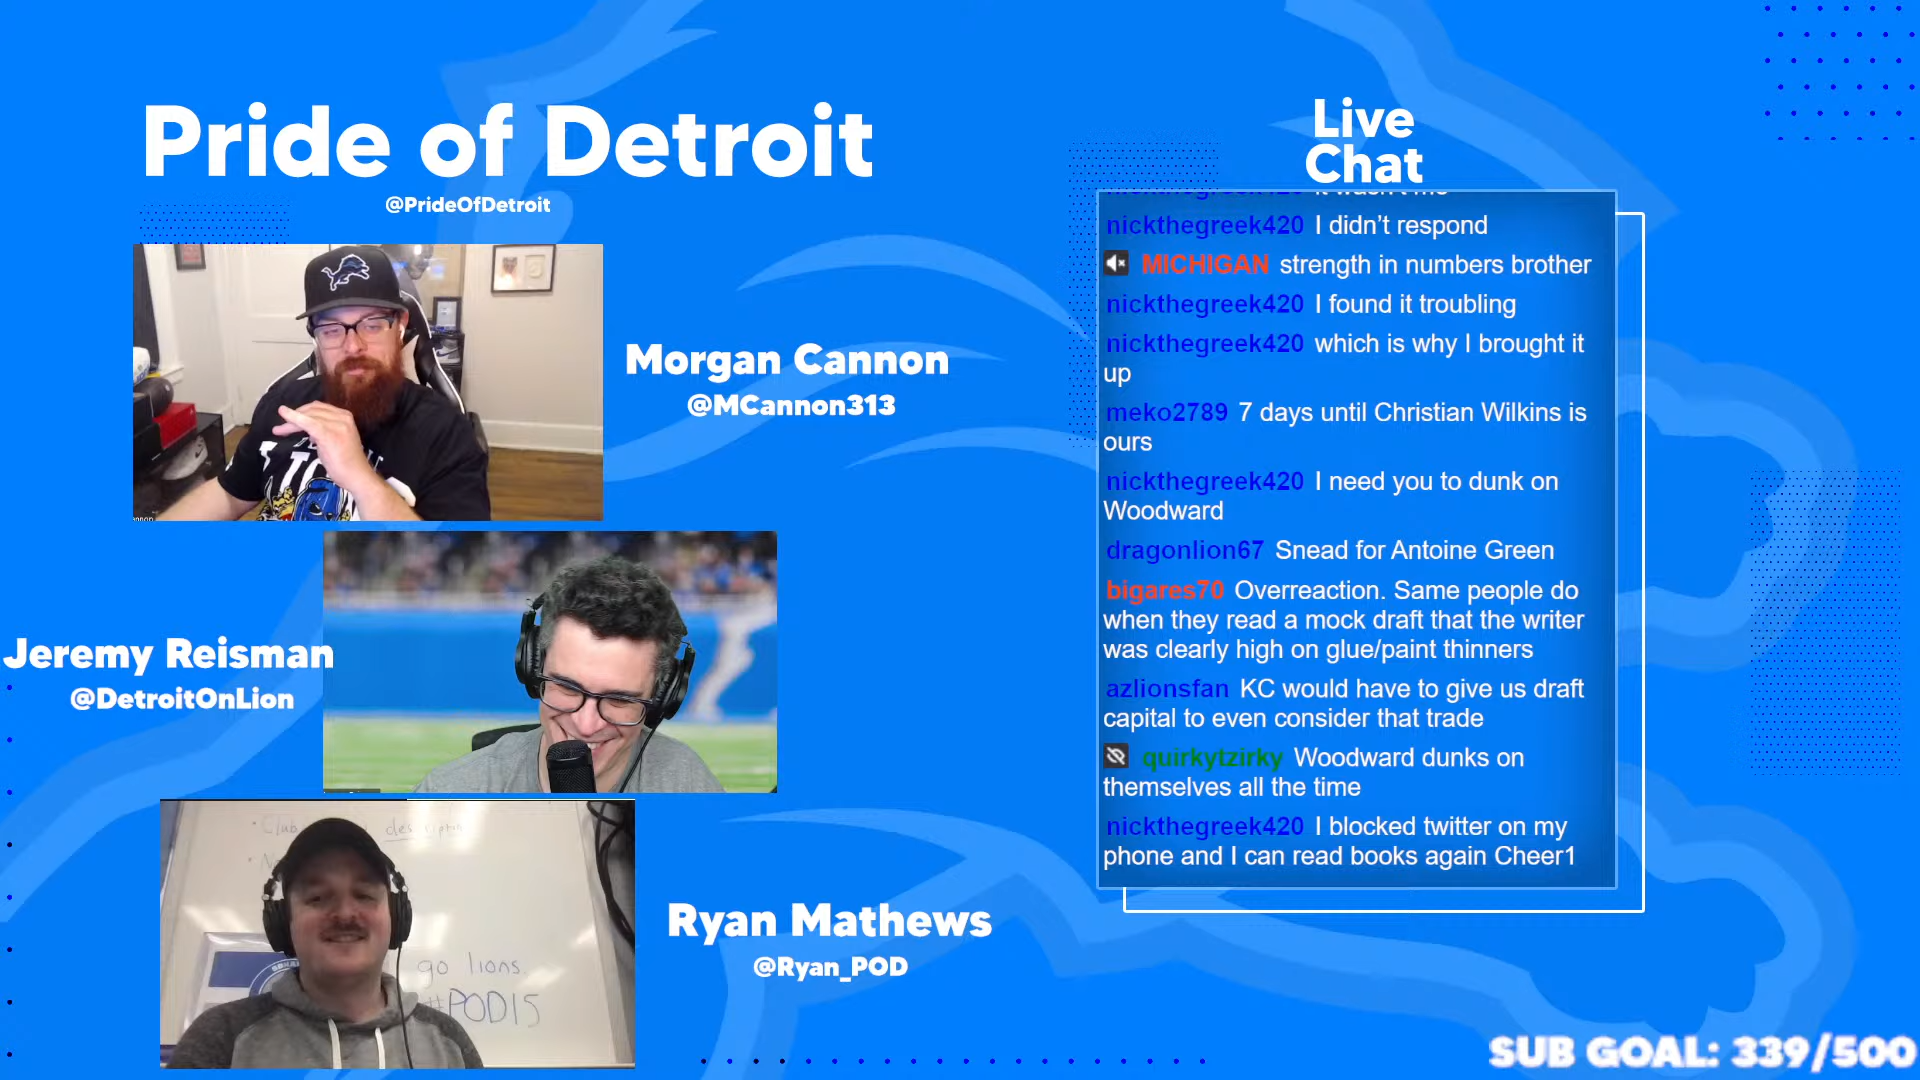 Pride of Detroit
@PrideOfDetroit
Morgan Cannon
@MCannon313
Jeremy Reisman
@DetroitOnLion
go lions
#POD15
Ryan Mathews
@Ryan_POD
Live
Chat
nickthegreek420 I didn’t respond
MICHIGAN strength in numbers brother
nickthegreek420 I found it troubling
nickthegreek420 which is why I brought it
up
meko2789 7 days until Christian Wilkins is
ours
nickthegreek420 I need you to dunk on
Woodward
dragonlion67 Snead for Antoine Green
bigares70 Overreaction. Same people do
when they read a mock draft that the writer
was clearly high on glue/paint thinners
azlionsfan KC would have to give us draft
capital to even consider that trade
quirkytzirky Woodward dunks on
themselves all the time
nickthegreek420 I blocked twitter on my
phone and I can read books again Cheer1
SUB GOAL: 339/500